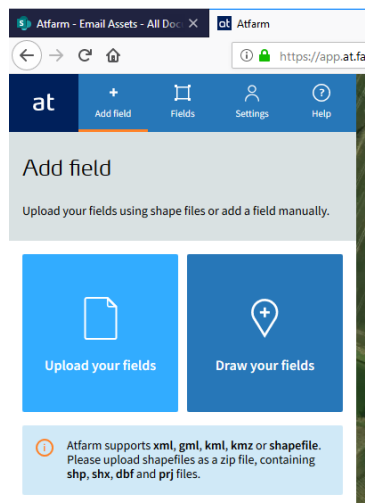 Atfarm - Email Assets - All Doc
at Atfarm
https://app.at.fa
at
Add field
Fields
Settings
Help
Add field
Upload your fields using shape files or add a field manually.
Upload your fields
Draw your fields
Atfarm supports xml, gml, kml, kmz or shapefile.
Please upload shapefiles as a zip file, containing
shp, shx, dbf and prj files.